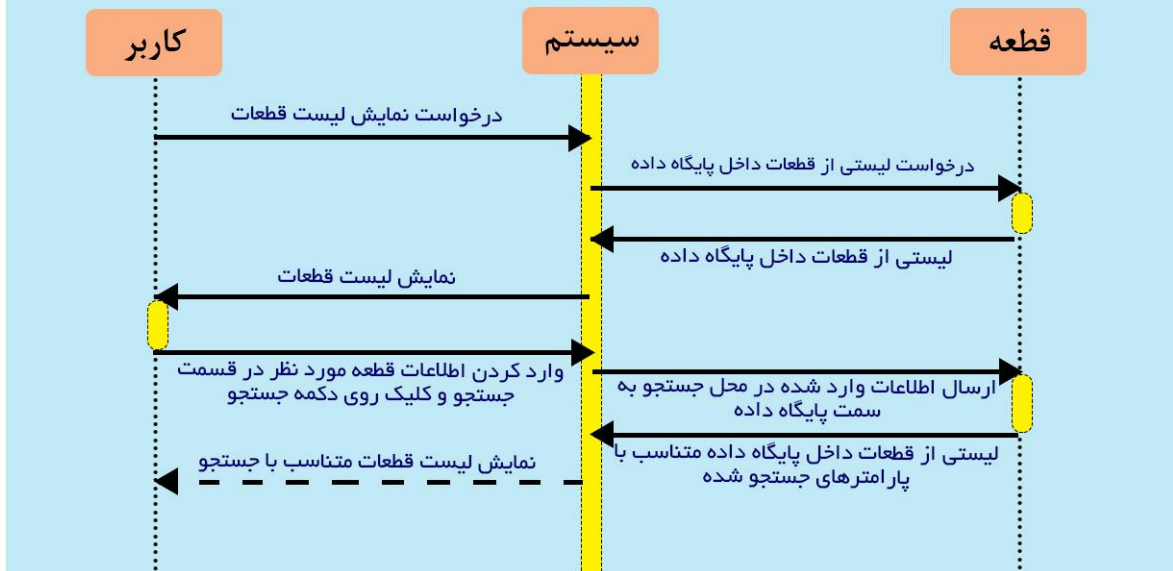 کاربر
سیستم
قطعه
درخواست نمایش لیست قطعات
درخواست لیستی از قطعات داخل پایگاه داده
لیستی از قطعات داخل پایگاه داده
نمایش لیست قطعات
وارد کردن اطلاعات قطعه مورد نظر در قسمت
جستجو و کلیک روی دکمه جستجو
ارسال اطلاعات وارد شده در محل جستجو به
سمت پایگاه داده
لیستی از قطعات داخل پایگاه داده متناسب با
پارامترهای جستجو شده
نمایش لیست قطعات متناسب با جستجو